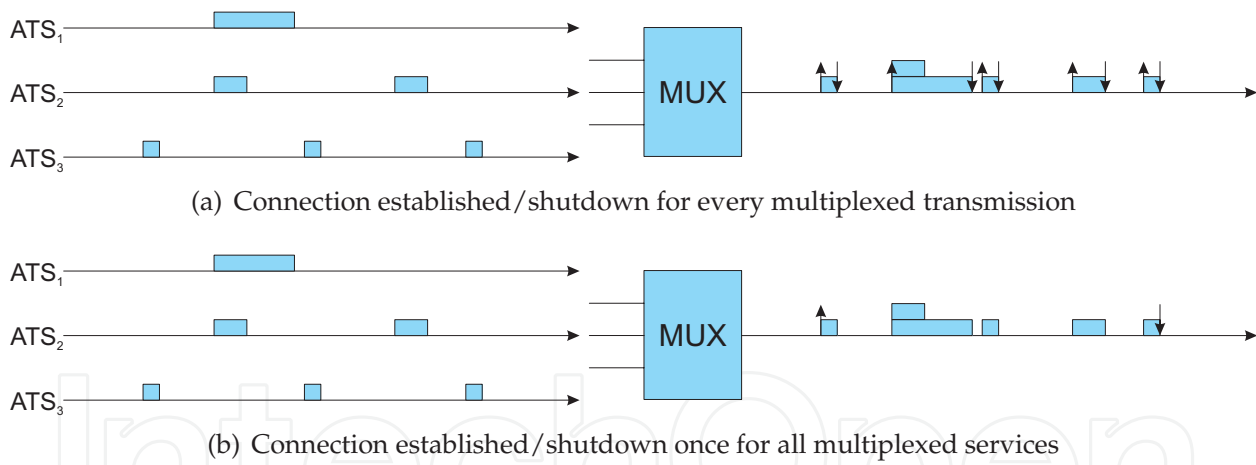 ATS₁
ATS₂
ATS₃
MUX
(a) Connection established/shutdown for every multiplexed transmission
ATS₁
ATS₂
ATS₃
MUX
(b) Connection established/shutdown once for all multiplexed services
IntechOpen